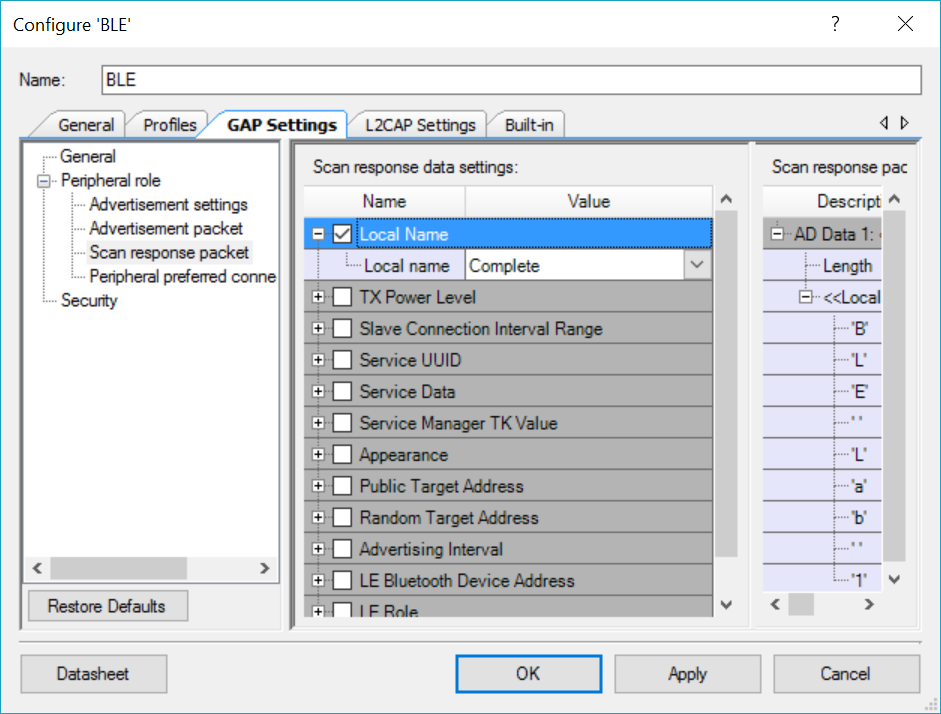 Configure 'BLE'
?
Name:
BLE
General
Profiles
GAP Settings
L2CAP Settings
Built-in
General
Peripheral role
Advertisement settings
Advertisement packet
Scan response packet
Peripheral preferred conne
Security
Restore Defaults
Scan response data settings:
Name Value
Local Name
Local name Complete
TX Power Level
Slave Connection Interval Range
Service UUID
Service Data
Service Manager TK Value
Appearance
Public Target Address
Random Target Address
Advertising Interval
LE Bluetooth Device Address
LE Role
Scan response pac
Descript
AD Data 1:
Length
<<Local
'B'
'L'
'E'
' '
'L'
'a'
'b'
' '
'1'
Datasheet
OK
Apply
Cancel